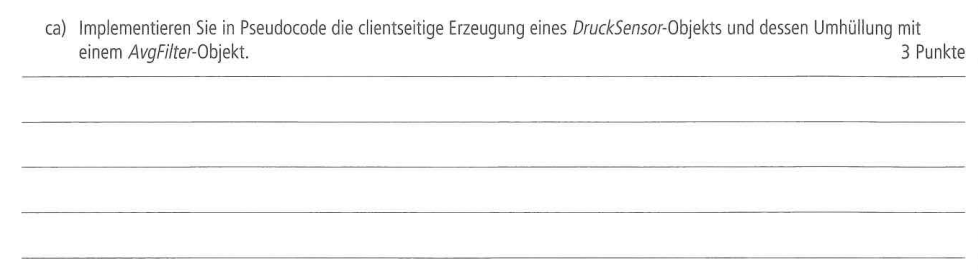 ca) Implementieren Sie in Pseudocode die clientseitige Erzeugung eines DruckSensor-Objekts und dessen Umhüllung mit
einem AvgFilter-Objekt. 3 Punkte